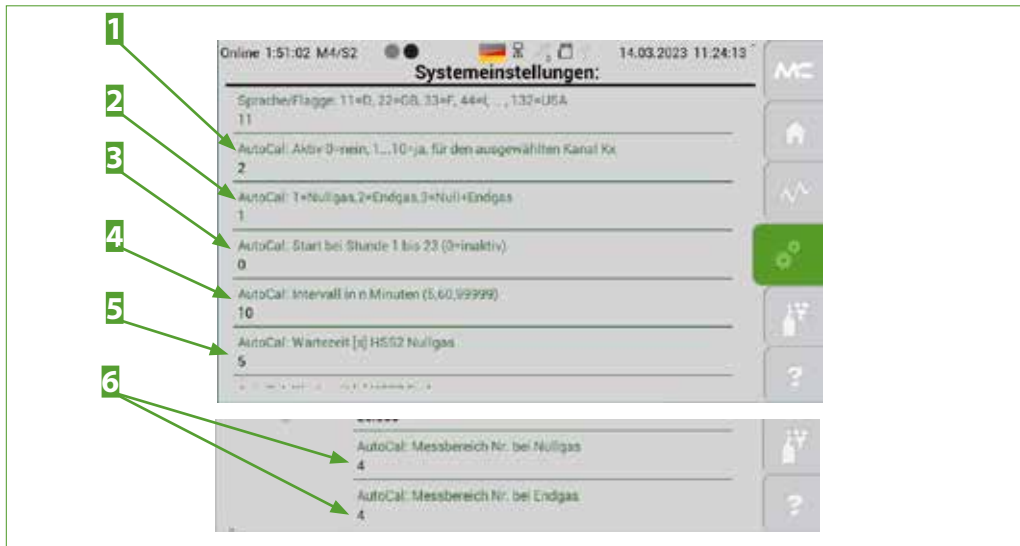 1
2
3
4
5
6
Online 1:51:02 M4/S2 14.03.2023 11:24:13
Systemeinstellungen:
Sprache/Flagge: 11=D, 22=GB, 33=F, 44=I, ... , 132=USA
11
AutoCal: Aktiv 0=nein, 1...10=ja, für den ausgewählten Kanal Kx
2
AutoCal: 1=Nullgas,2=Endgas,3=Null+Endgas
1
AutoCal: Start bei Stunde 1 bis 23 (0=inaktiv)
0
AutoCal: Intervall in n Minuten (5,60,99999)
10
AutoCal: Wartezeit [s] HSS2 Nullgas
5
AutoCal: Messbereich Nr. bei Nullgas
4
AutoCal: Messbereich Nr. bei Endgas
4
MC
?
?